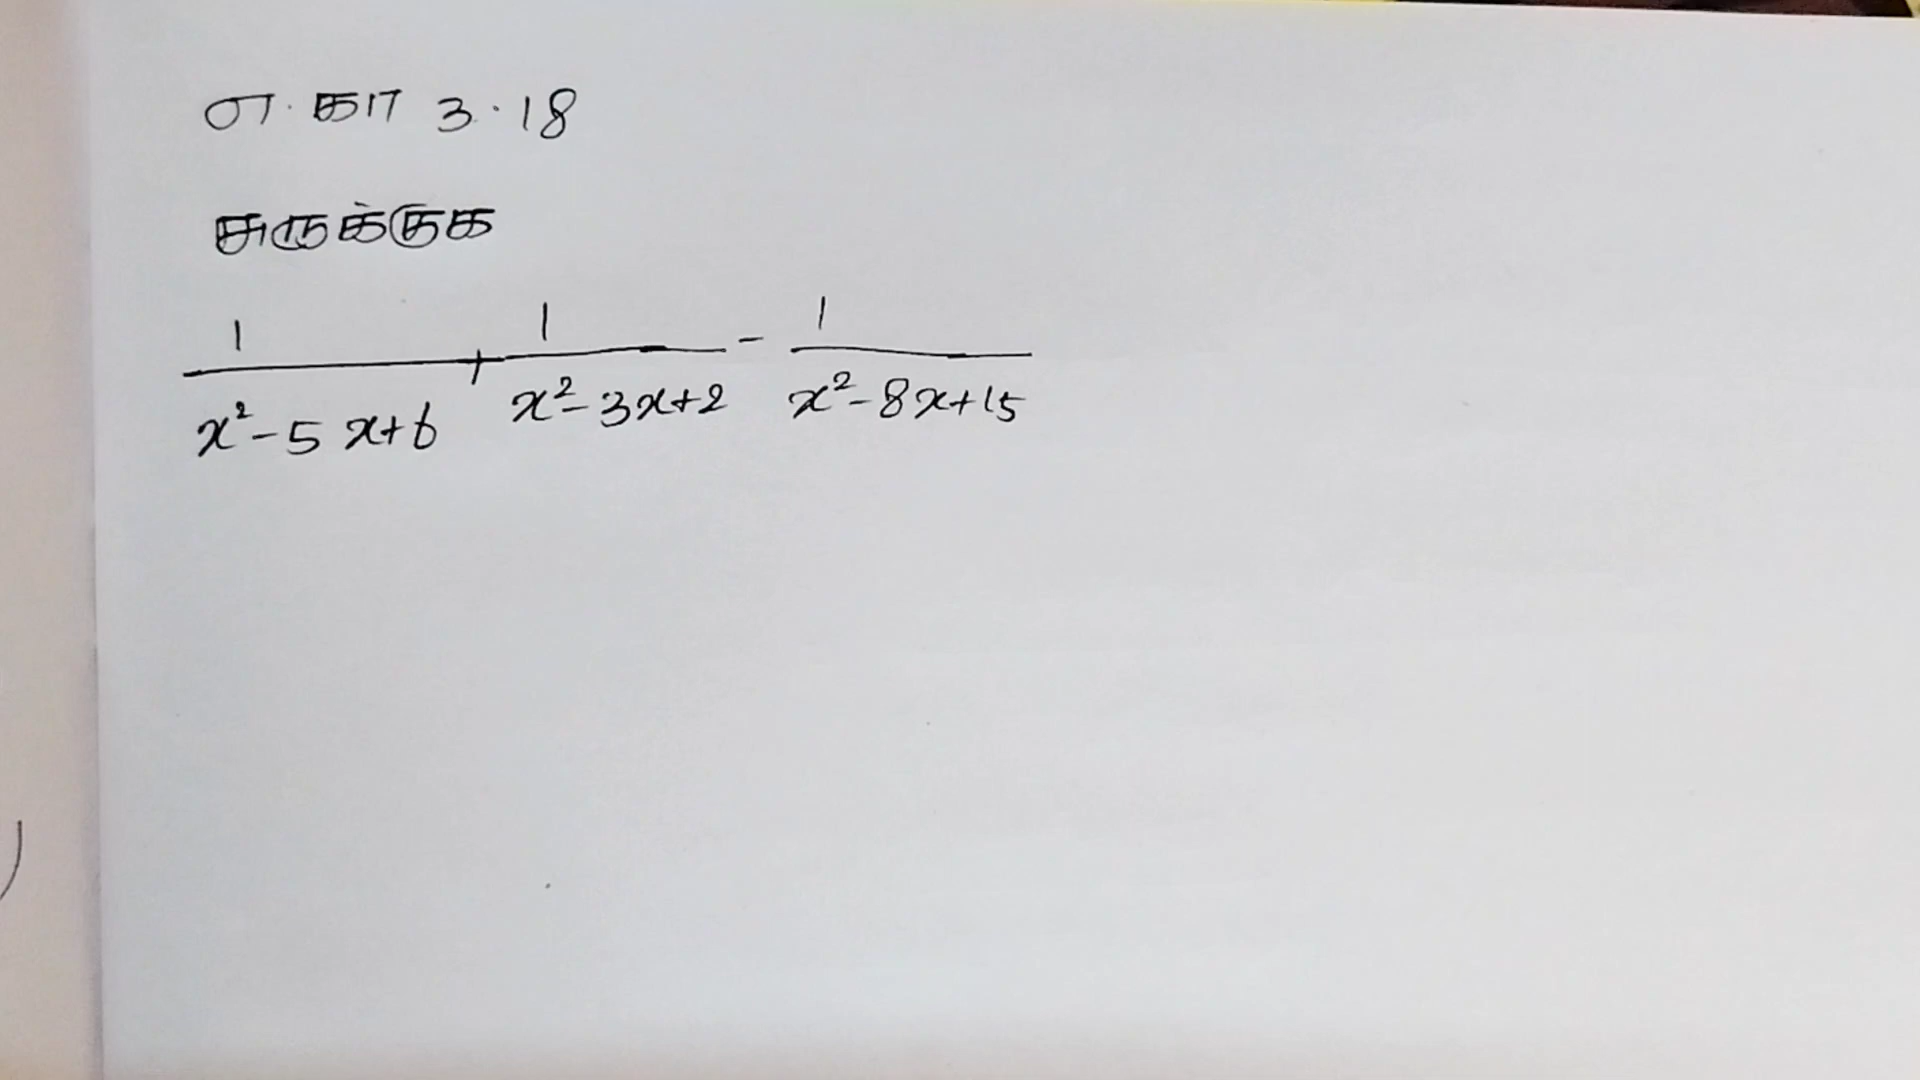 எ.கா 3.18
சுருக்குக
1/(x²-5x+6) + 1/(x²-3x+2) - 1/(x²-8x+15)